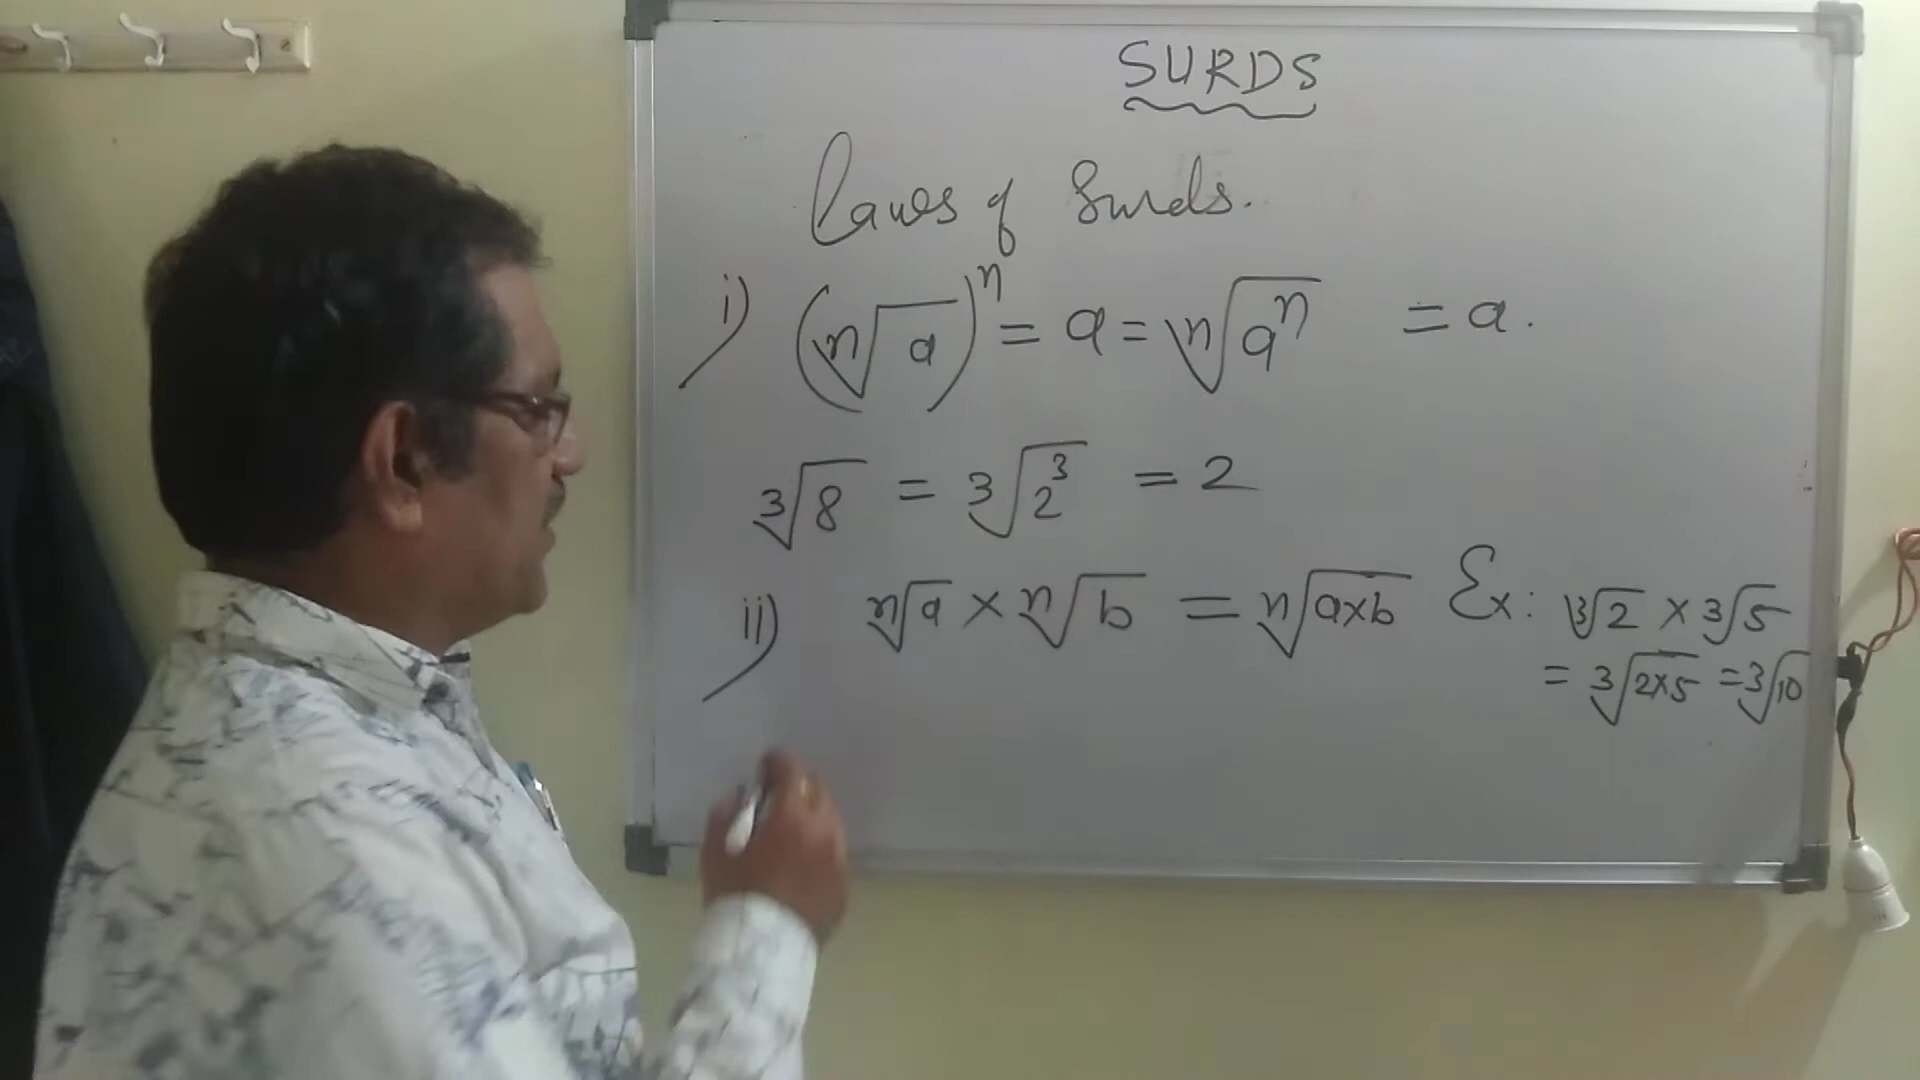 SURDS
Laws of Surds.
i) (ⁿ√a)ⁿ = a = ⁿ√aⁿ = a.
³√8 = ³√2³ = 2
ii) ⁿ√a × ⁿ√b = ⁿ√a×b Ex: ³√2 × ³√5
= ³√2×5 = ³√10